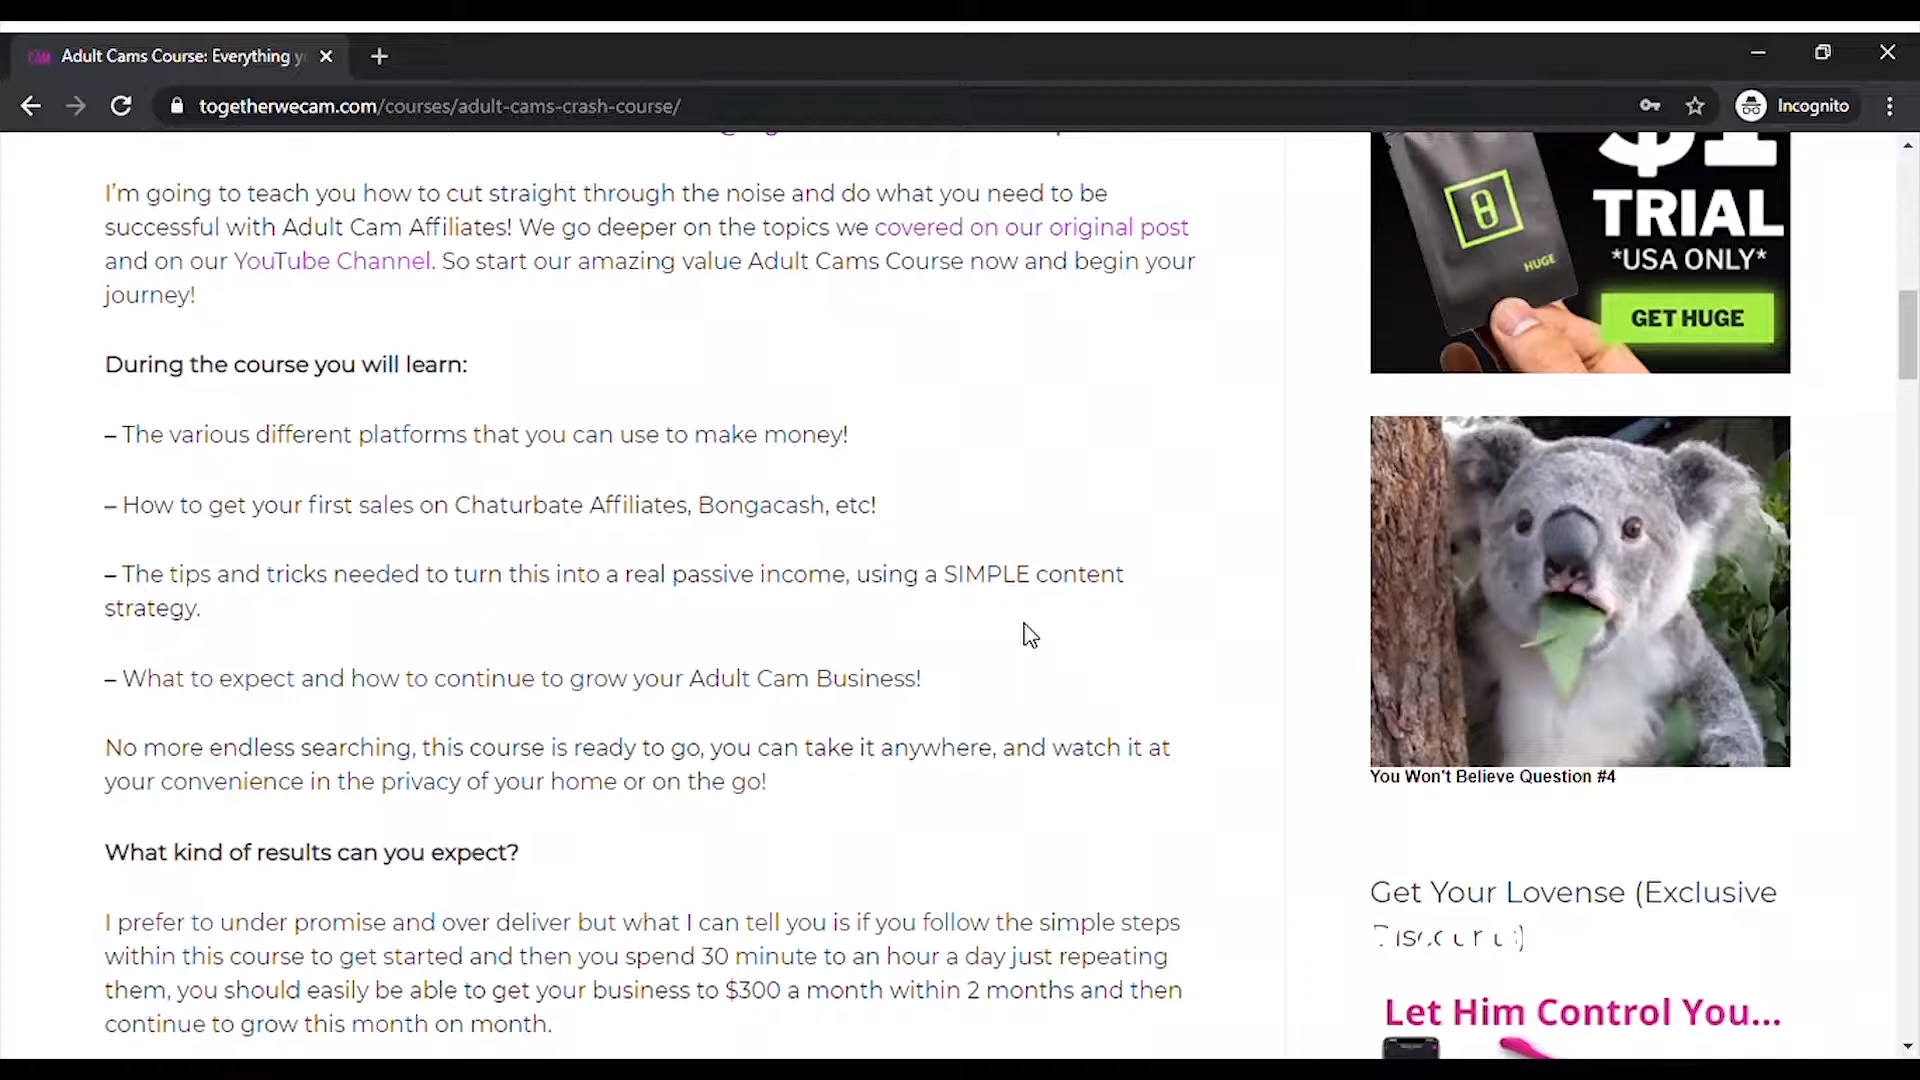 Adult Cams Course: Everything y
togetherwecam.com/courses/adult-cams-crash-course/
Incognito
I'm going to teach you how to cut straight through the noise and do what you need to be
successful with Adult Cam Affiliates! We go deeper on the topics we covered on our original post
and on our YouTube Channel. So start our amazing value Adult Cams Course now and begin your
journey!
During the course you will learn:
– The various different platforms that you can use to make money!
– How to get your first sales on Chaturbate Affiliates, Bongacash, etc!
– The tips and tricks needed to turn this into a real passive income, using a SIMPLE content
strategy.
– What to expect and how to continue to grow your Adult Cam Business!
No more endless searching, this course is ready to go, you can take it anywhere, and watch it at
your convenience in the privacy of your home or on the go!
What kind of results can you expect?
I prefer to under promise and over deliver but what I can tell you is if you follow the simple steps
within this course to get started and then you spend 30 minute to an hour a day just repeating
them, you should easily be able to get your business to $300 a month within 2 months and then
continue to grow this month on month.
$1
TRIAL
*USA ONLY*
HUGE
GET HUGE
You Won't Believe Question #4
Get Your Lovense (Exclusive
Let Him Control You...